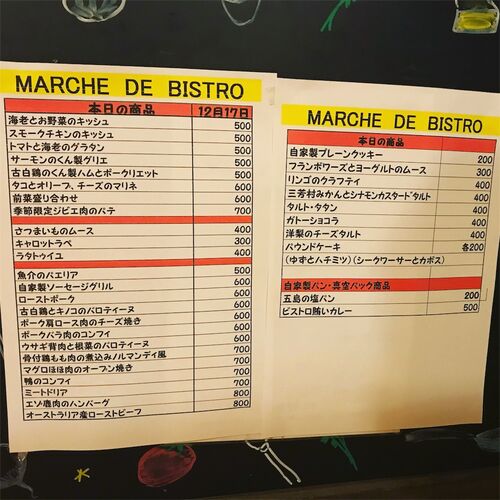 MARCHE DE BISTRO
本日の商品 12月17日
海老とお野菜のキッシュ 500
スモークチキンのキッシュ 500
トマトと海老のグラタン 500
サーモンのくん製グリエ 500
古白鶏のくん製ハムとポークリエット 500
タコとオリーブ、チーズのマリネ 600
前菜盛り合わせ 600
季節限定ジビエ肉のパテ 700
さつまいものムース 400
キャロットラペ 300
ラタトゥイユ 400
魚介のパエリア 500
自家製ソーセージグリル 600
ローストポーク 600
古白鶏とキノコのバロティーヌ 600
ポーク肩ロース肉のチーズ焼き 600
ポークバラ肉のコンフィ 600
ウサギ背肉と根菜のバロティーヌ 600
骨付鶏もも肉の煮込みノルマンディ風 700
マグロほほ肉のオーブン焼き 700
鴨のコンフィ 700
ミートドリア 800
エゾ鹿肉のハンバーグ 800
オーストラリア産ローストビーフ
MARCHE DE BISTRO
本日の商品
自家製プレーンクッキー 200
フランボワーズとヨーグルトのムース 300
リンゴのクラフティ 400
三芳村みかんとシナモンカスタードタルト 400
タルト・タタン 400
ガトーショコラ 400
洋梨のチーズタルト 400
パウンドケーキ 各200
(ゆずとハチミツ)(シークワーサーとカボス)
自家製パン・真空パック商品
五島の塩パン 200
ビストロ賄いカレー 500